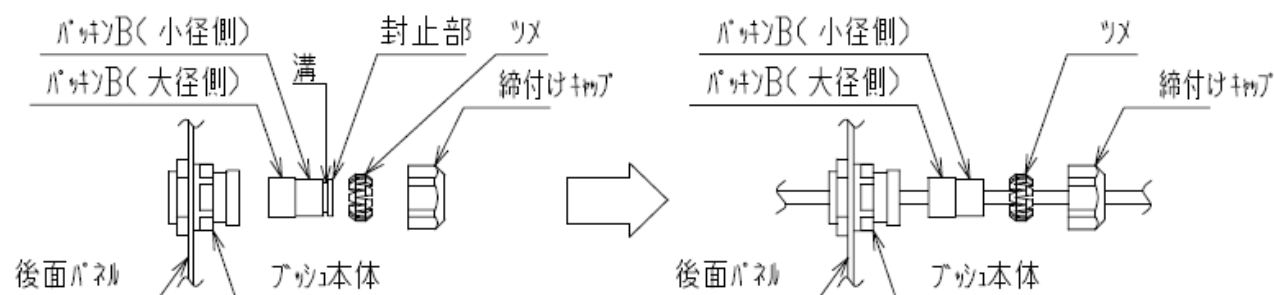 パッキンB(小径側)
封止部
ツメ
パッキンB(大径側)
溝
締付けキャップ
後面パネル
ブッシュ本体
パッキンB(小径側)
ツメ
パッキンB(大径側)
締付けキャップ
後面パネル
ブッシュ本体